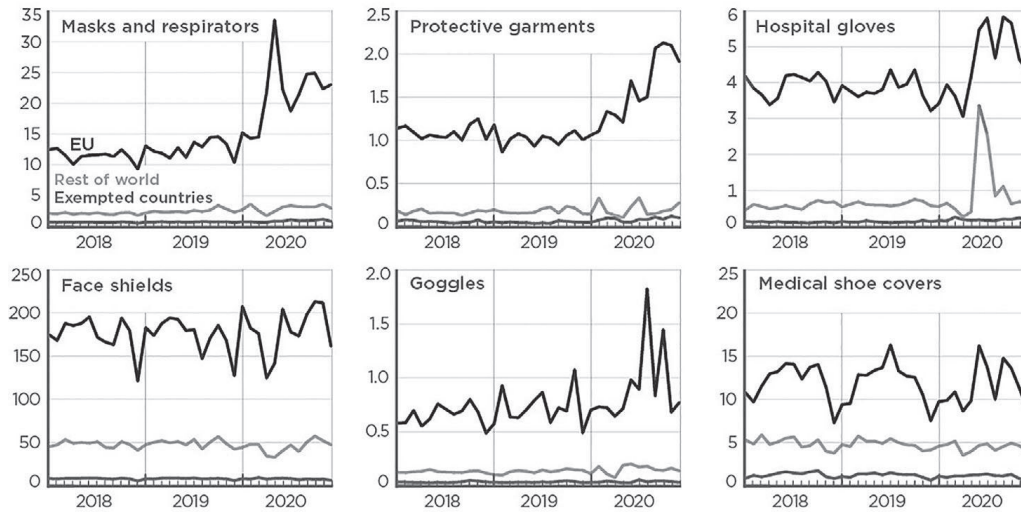 Masks and respirators
35
30
25
20
15
10
5
0
EU
Rest of world
Exempted countries
2018 2019 2020
Protective garments
2.5
2.0
1.5
1.0
0.5
0
2018 2019 2020
Hospital gloves
6
5
4
3
2
1
0
2018 2019 2020
Face shields
250
200
150
100
50
0
2018 2019 2020
Goggles
2.0
1.5
1.0
0.5
0
2018 2019 2020
Medical shoe covers
25
20
15
10
5
0
2018 2019 2020